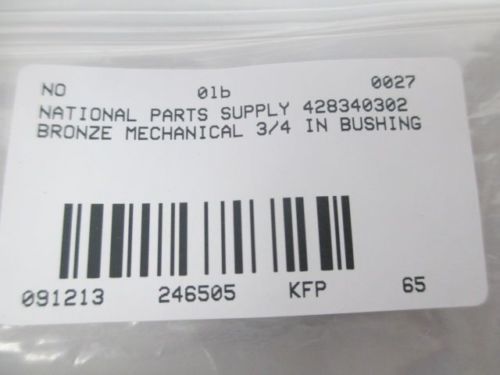 NO 01b 0027
NATIONAL PARTS SUPPLY 428340302
BRONZE MECHANICAL 3/4 IN BUSHING
091213 246505 KFP 65